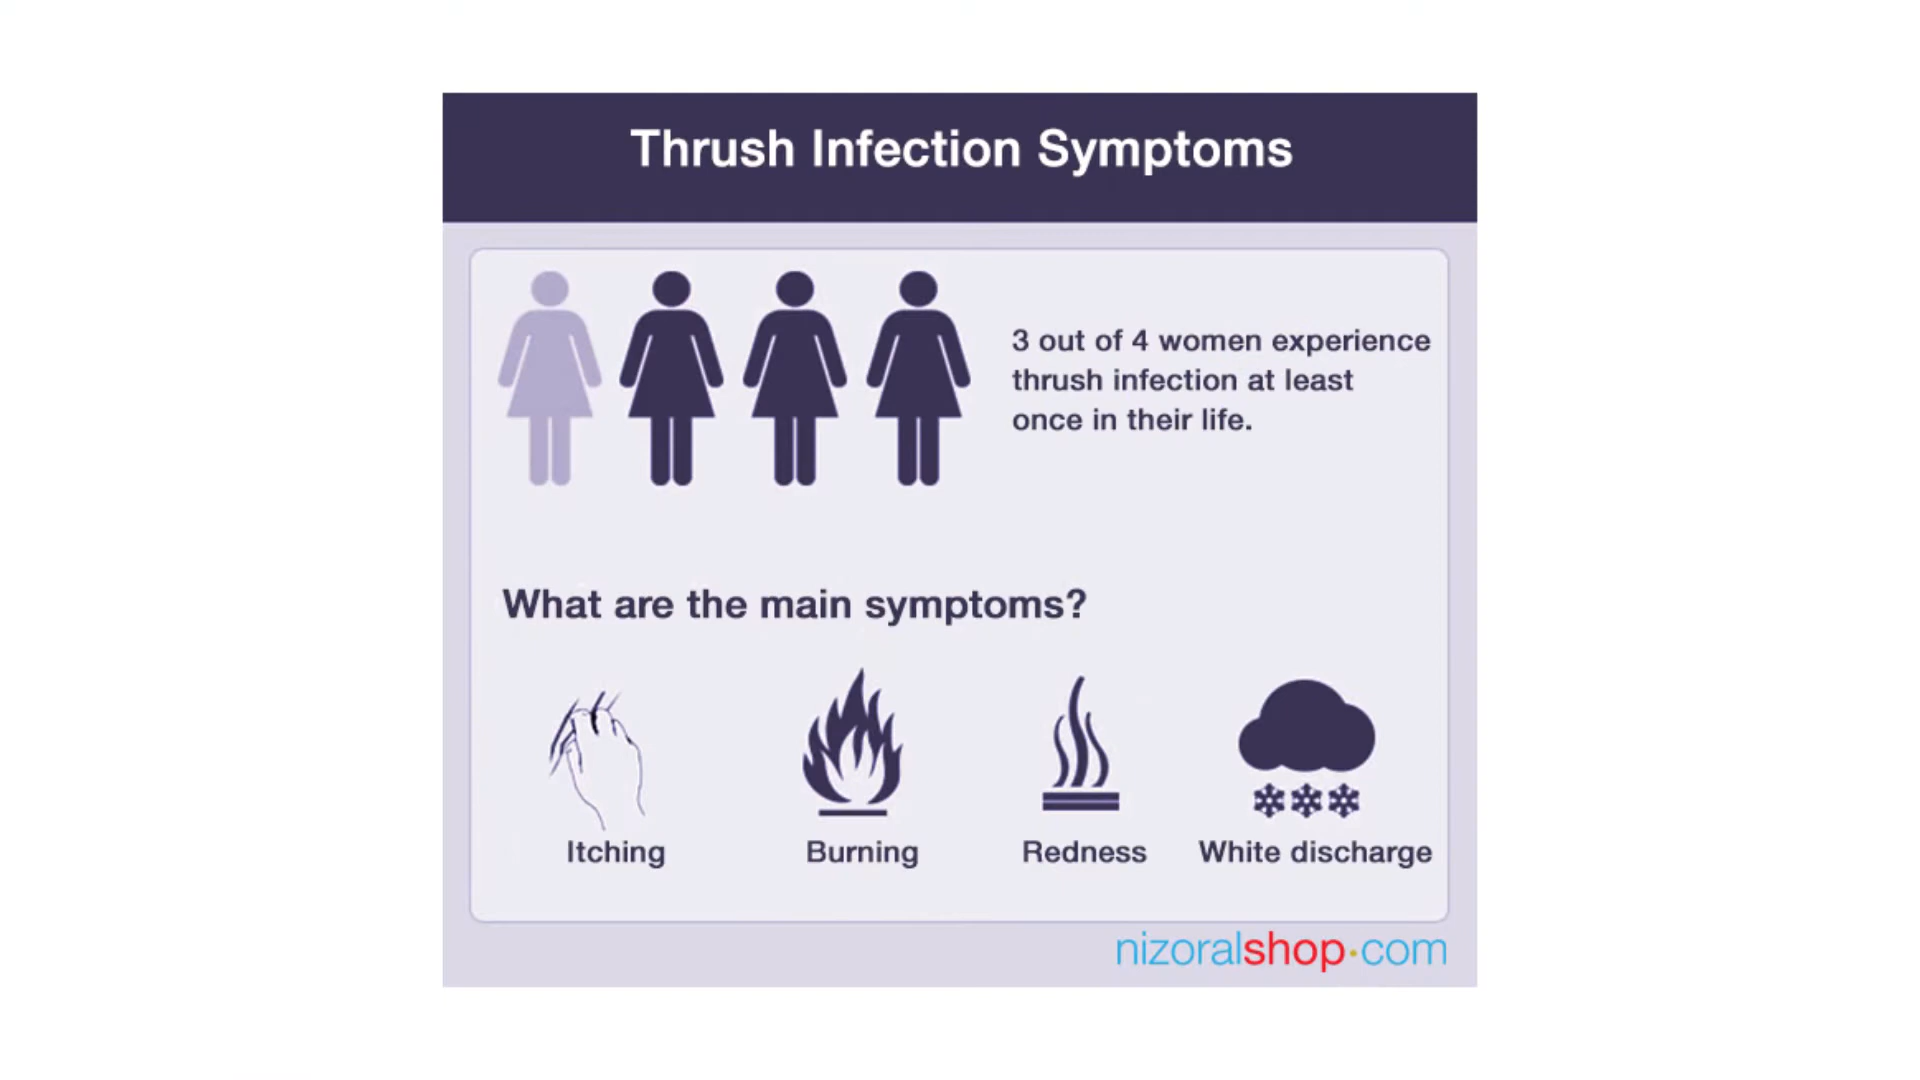 Thrush Infection Symptoms
3 out of 4 women experience
thrush infection at least
once in their life.
What are the main symptoms?
Itching
Burning
Redness
White discharge
nizoralshop.com